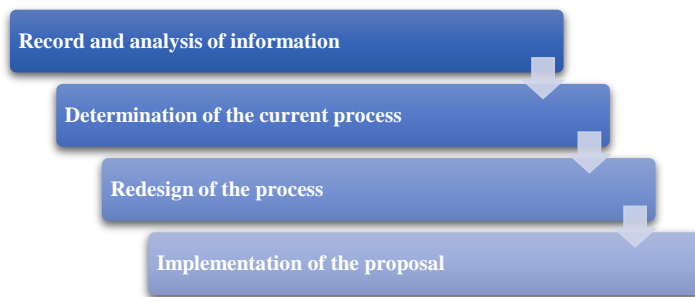 Record and analysis of information
Determination of the current process
Redesign of the process
Implementation of the proposal